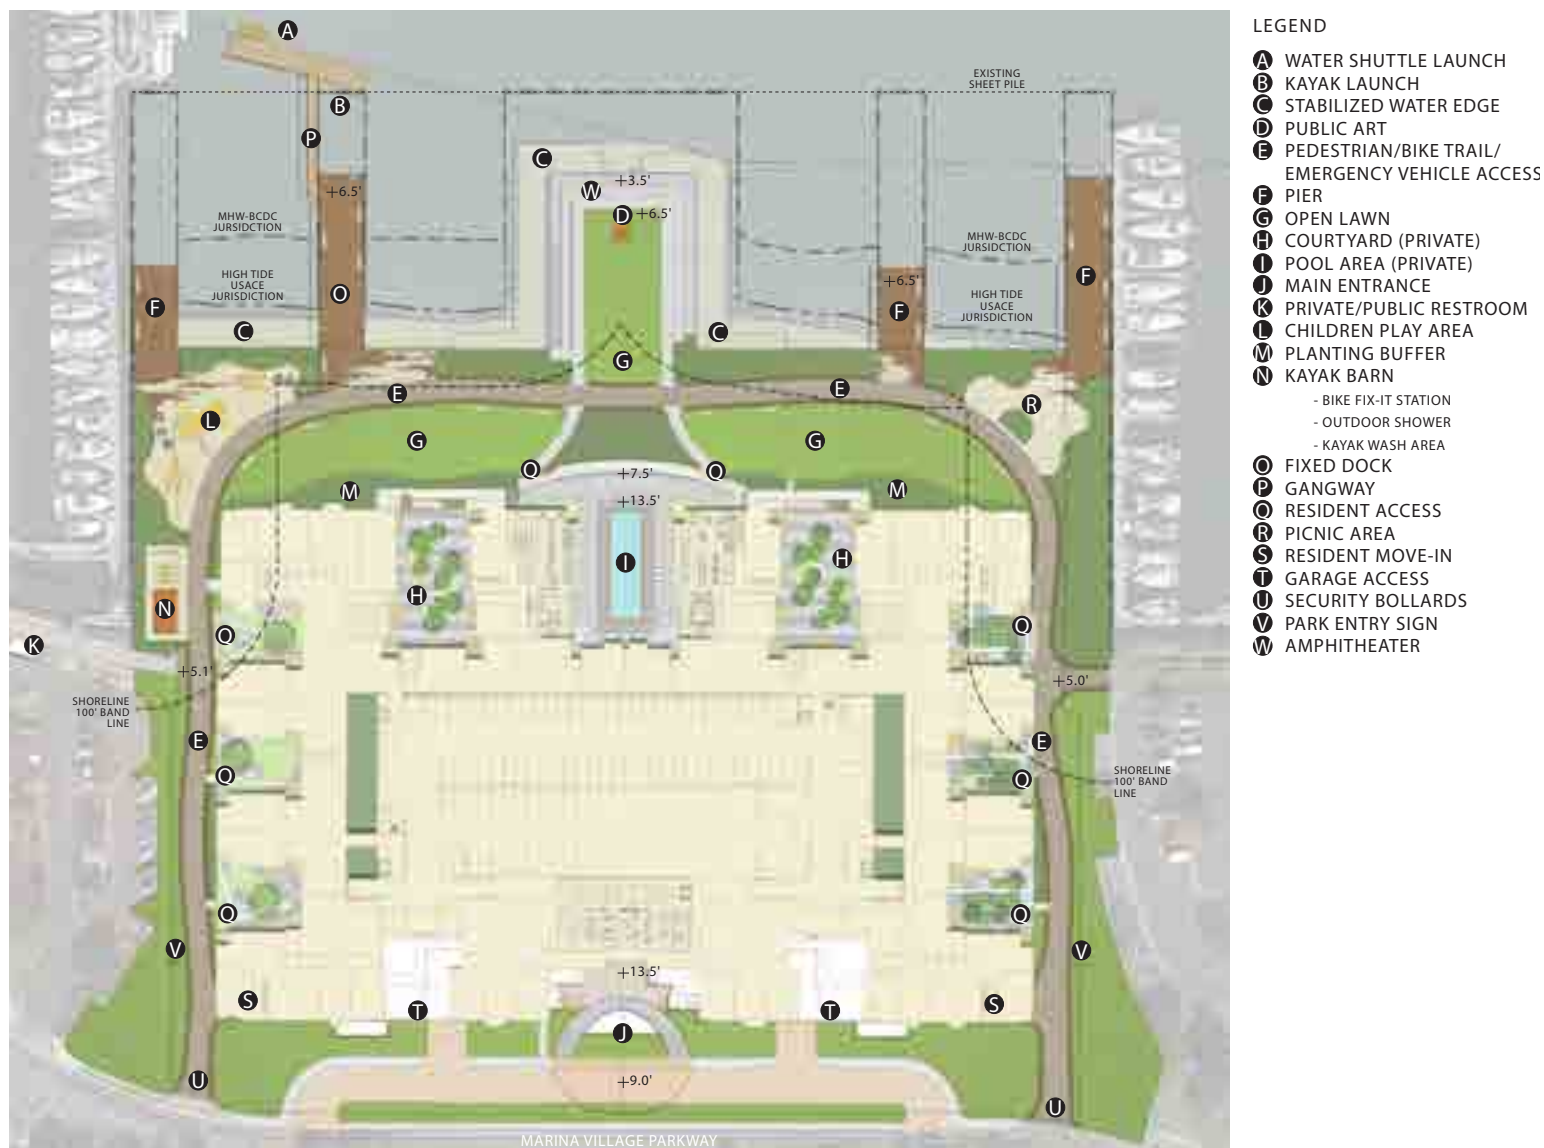 A
EXISTING
SHEET PILE
B
P
C
+3.5'
W
+6.5'
D +6.5'
MHW-BCDC
JURSIDCTION
MHW-BCDC
JURSIDCTION
HIGH TIDE
USACE
JURISDICTION
F
O
+6.5'
F
F
HIGH TIDE
USACE
JURISDICTION
C
C
G
E
E
L
R
G
G
Q
+7.5'
Q
M
+13.5'
M
I
H
H
N
Q
Q
K
+5.1'
+5.0'
SHORELINE
100' BAND
LINE
E
E
Q
Q
SHORELINE
100' BAND
LINE
Q
Q
V
V
+13.5'
S
T
T
S
J
U
+9.0'
U
MARINA VILLAGE PARKWAY
LEGEND
A WATER SHUTTLE LAUNCH
B KAYAK LAUNCH
C STABILIZED WATER EDGE
D PUBLIC ART
E PEDESTRIAN/BIKE TRAIL/
EMERGENCY VEHICLE ACCESS
F PIER
G OPEN LAWN
H COURTYARD (PRIVATE)
I POOL AREA (PRIVATE)
J MAIN ENTRANCE
K PRIVATE/PUBLIC RESTROOM
L CHILDREN PLAY AREA
M PLANTING BUFFER
N KAYAK BARN
- BIKE FIX-IT STATION
- OUTDOOR SHOWER
- KAYAK WASH AREA
O FIXED DOCK
P GANGWAY
Q RESIDENT ACCESS
R PICNIC AREA
S RESIDENT MOVE-IN
T GARAGE ACCESS
U SECURITY BOLLARDS
V PARK ENTRY SIGN
W AMPHITHEATER